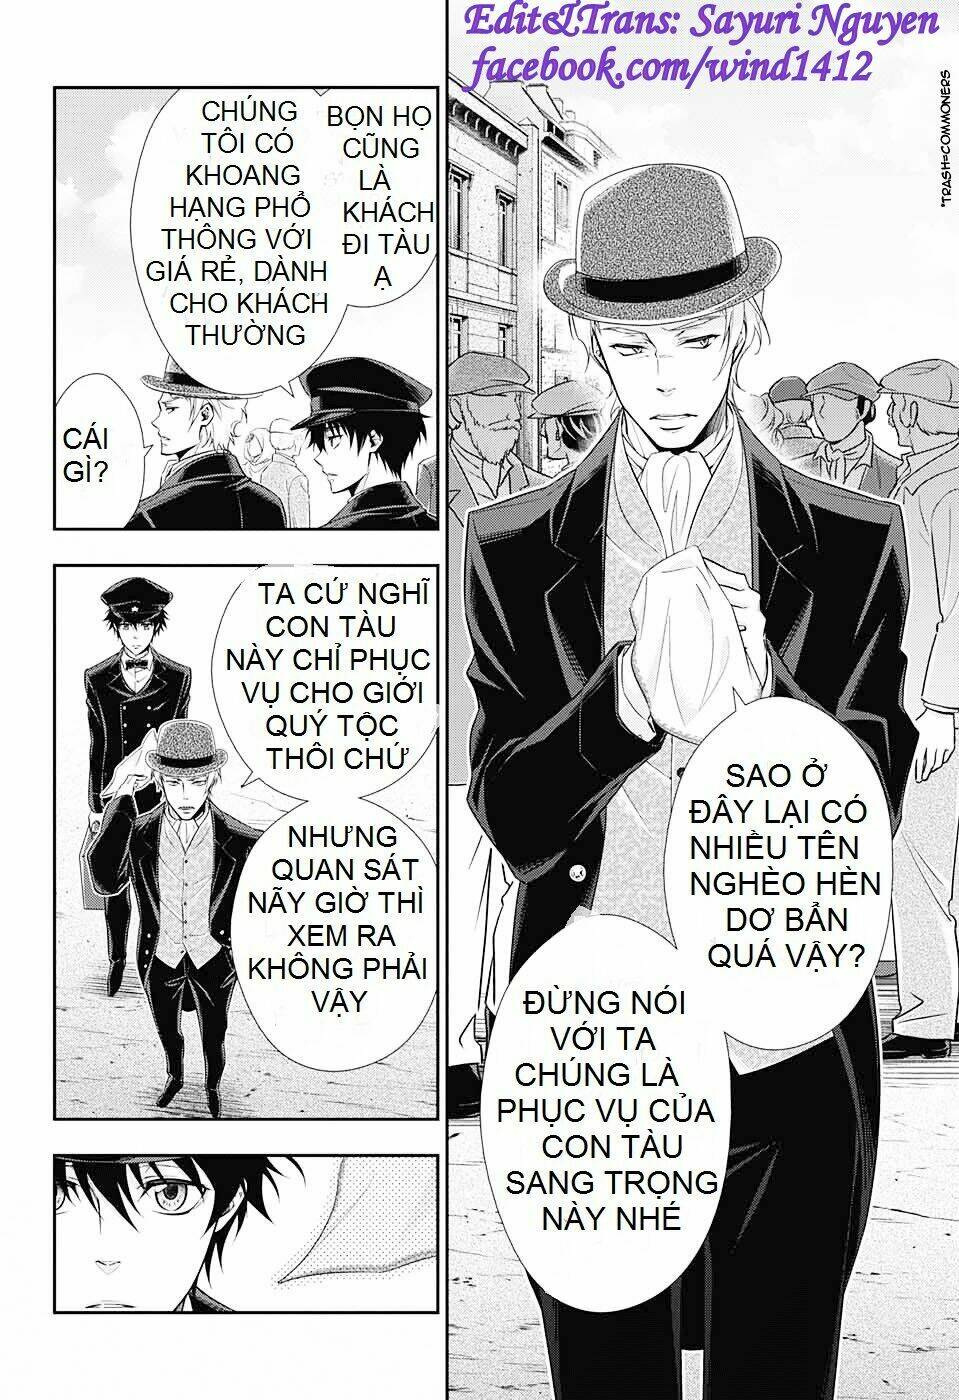 Edit&Trans: Sayuri Nguyen
facebook.com/wind1412
*TRASH=COMMONERS
SAO Ở
ĐÂY LẠI CÓ
NHIỀU TÊN
NGHÈO HÈN
DƠ BẨN
QUÁ VẬY?
ĐỪNG NÓI
VỚI TA
CHÚNG LÀ
PHỤC VỤ CỦA
CON TÀU
SANG TRỌNG
NÀY NHÉ
BỌN HỌ
CŨNG
LÀ
KHÁCH
ĐI TÀU
Ạ
CHÚNG
TÔI CÓ
KHOANG
HẠNG PHỔ
THÔNG VỚI
GIÁ RẺ, DÀNH
CHO KHÁCH
THƯỜNG
CÁI
GÌ?
TA CỨ NGHĨ
CON TÀU
NÀY CHỈ PHỤC
VỤ CHO GIỚI
QUÝ TỘC
THÔI CHỨ
NHƯNG
QUAN SÁT
NÃY GIỜ THÌ
XEM RA
KHÔNG PHẢI
VẬY